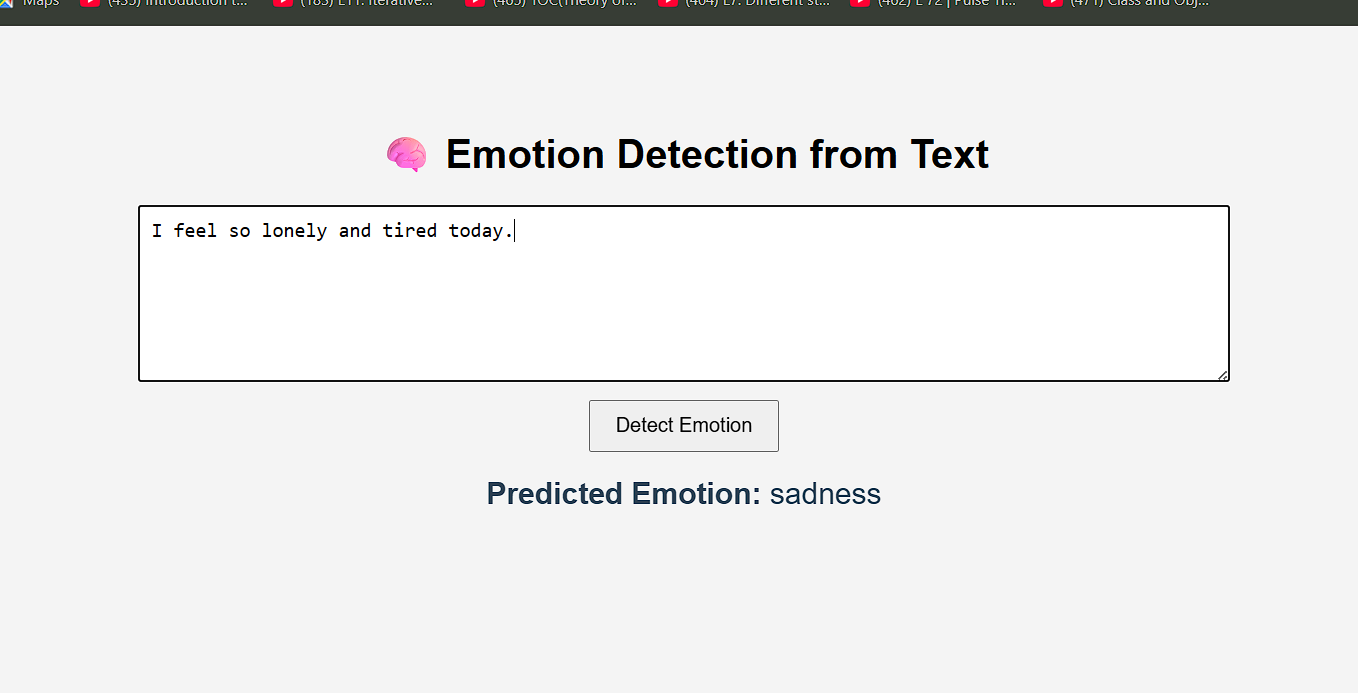 Maps (435) Introduction t... (183) L11. Iterative... (465) TOC(Theory of... (464) L7. Different st... (462) L-72 | Pulse Ti... (471) Class and Obj...
Emotion Detection from Text
I feel so lonely and tired today.
Detect Emotion
Predicted Emotion: sadness